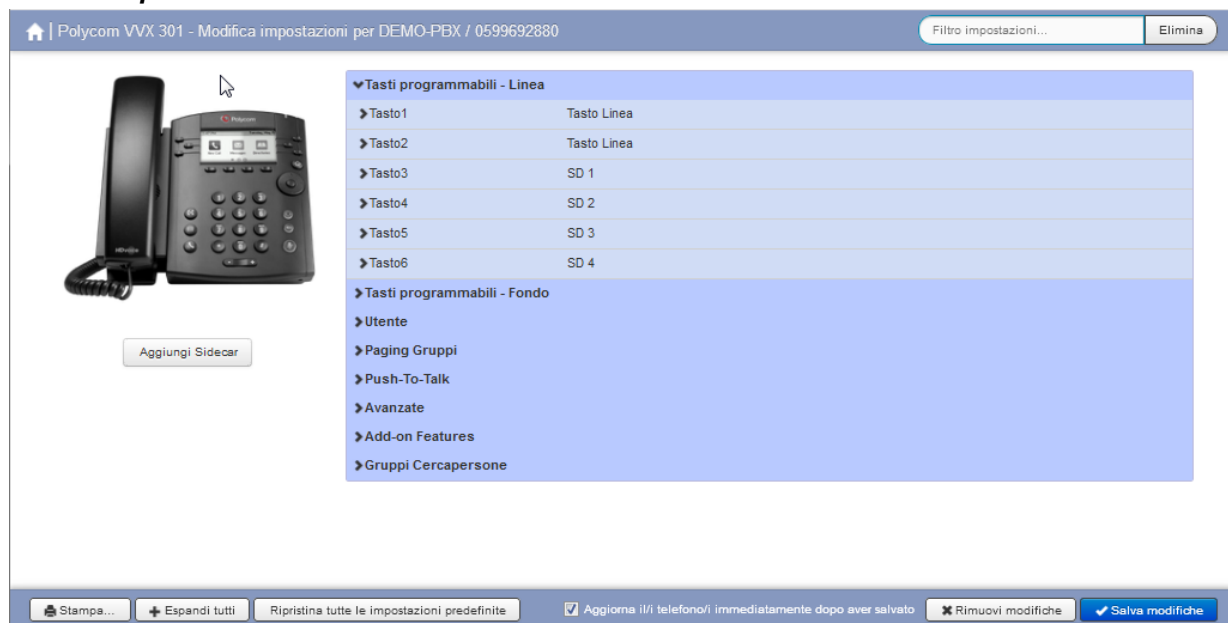 Polycom VVX 301 - Modifica impostazioni per DEMO-PBX / 0599692880
Filtro impostazioni...
Elimina
Tasti programmabili - Linea
Tasto1 Tasto Linea
Tasto2 Tasto Linea
Tasto3 SD 1
Tasto4 SD 2
Tasto5 SD 3
Tasto6 SD 4
Tasti programmabili - Fondo
Utente
Paging Gruppi
Push-To-Talk
Avanzate
Add-on Features
Gruppi Cercapersone
Aggiungi Sidecar
Stampa...
Espandi tutti
Ripristina tutte le impostazioni predefinite
Aggiorna il/i telefono/i immediatamente dopo aver salvato
Rimuovi modifiche
Salva modifiche